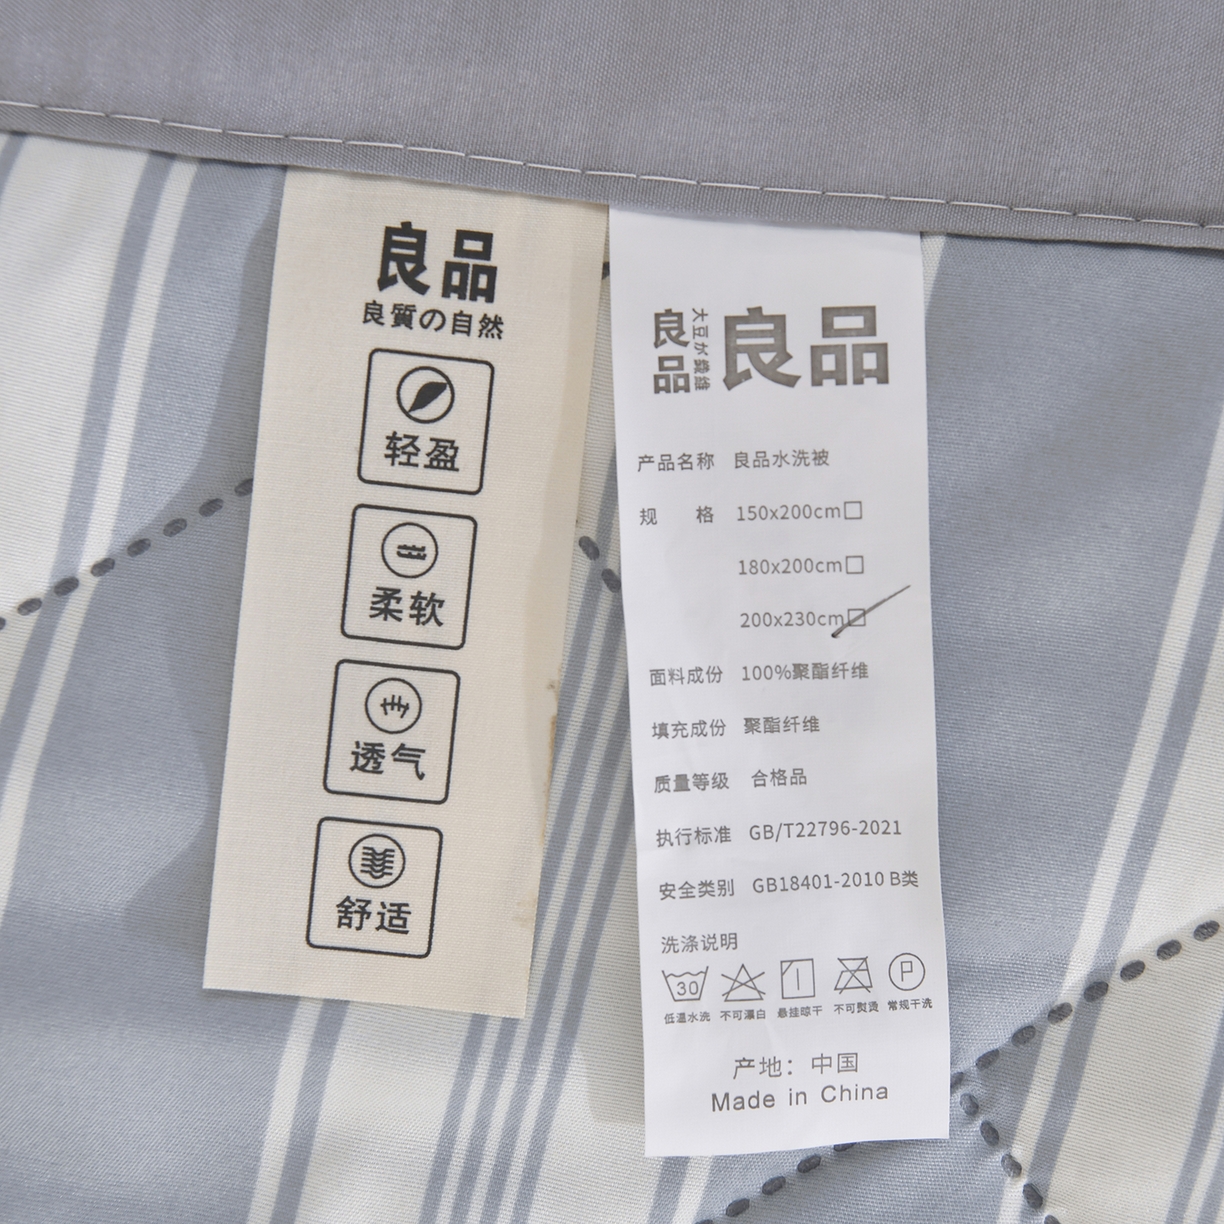 良品
良質の自然
轻盈
柔软
透气
舒适
良品
大豆水纤维
良品
产品名称 良品水洗被
规 格 150x200cm□
180x200cm□
200x230cm□
面料成份 100%聚酯纤维
填充成份 聚酯纤维
质量等级 合格品
执行标准 GB/T22796-2021
安全类别 GB18401-2010 B类
洗涤说明
30
P
低温水洗 不可漂白 悬挂晾干 不可熨烫 常规干洗
产地：中国
Made in China